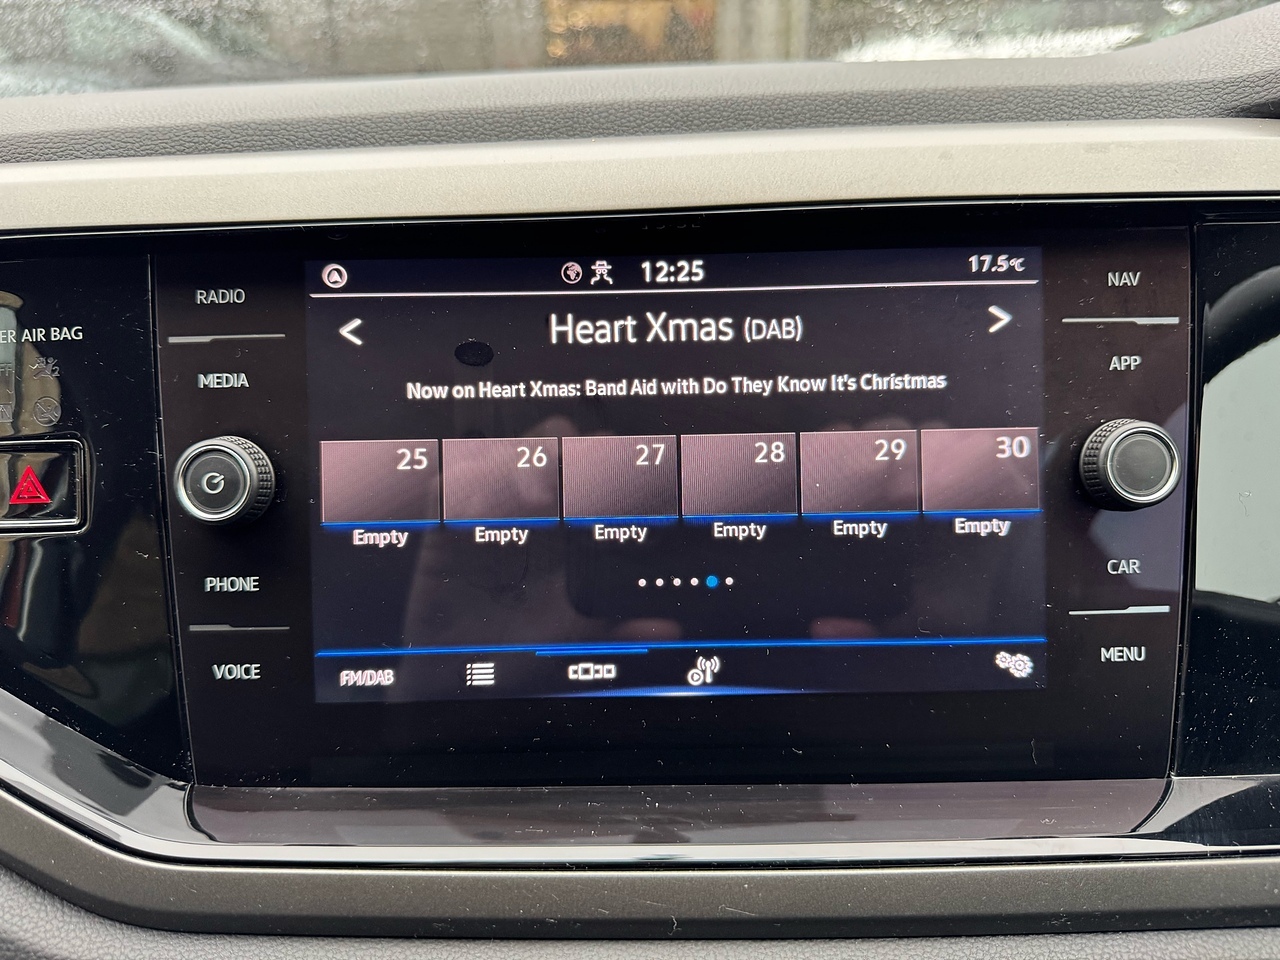 12:25
17.5°C
RADIO
NAV
Heart Xmas (DAB)
ER AIR BAG
MEDIA
APP
Now on Heart Xmas: Band Aid with Do They Know It's Christmas
25 26 27 28 29 30
Empty Empty Empty Empty Empty Empty
PHONE
CAR
VOICE
MENU
FM/DAB